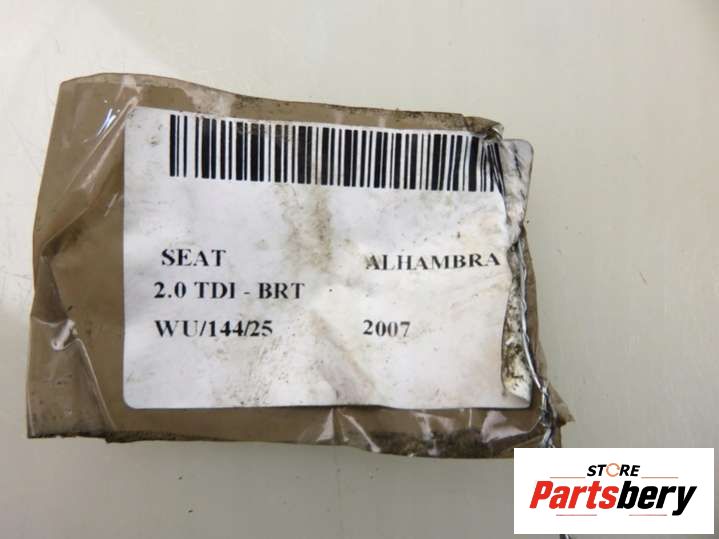 SEAT ALHAMBRA
2.0 TDI - BRT
WU/144/25 2007
STORE
Partsbery